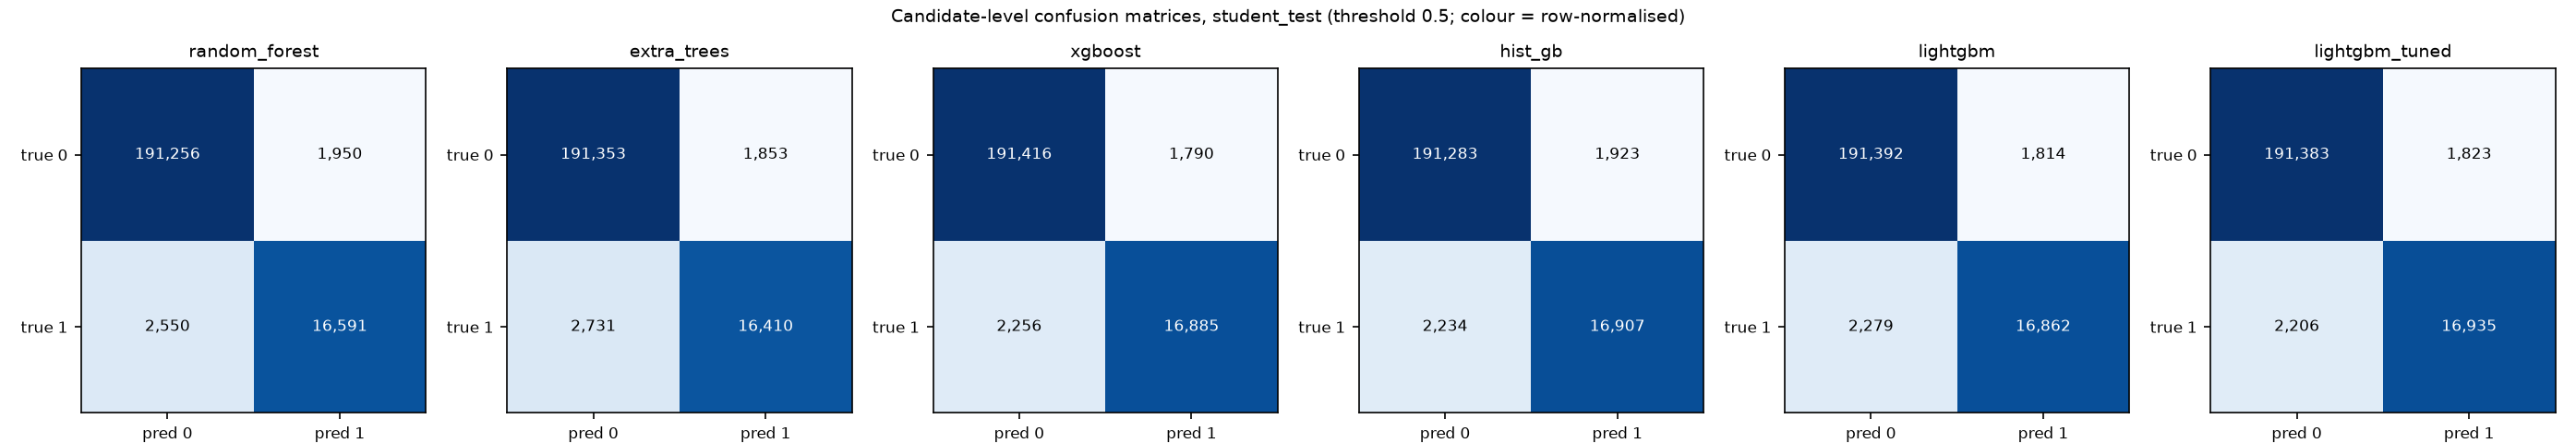 Candidate-level confusion matrices, student_test (threshold 0.5; colour = row-normalised)
random_forest
true 0
191,256
1,950
true 1
2,550
16,591
pred 0
pred 1
extra_trees
true 0
191,353
1,853
true 1
2,731
16,410
pred 0
pred 1
xgboost
true 0
191,416
1,790
true 1
2,256
16,885
pred 0
pred 1
hist_gb
true 0
191,283
1,923
true 1
2,234
16,907
pred 0
pred 1
lightgbm
true 0
191,392
1,814
true 1
2,279
16,862
pred 0
pred 1
lightgbm_tuned
true 0
191,383
1,823
true 1
2,206
16,935
pred 0
pred 1